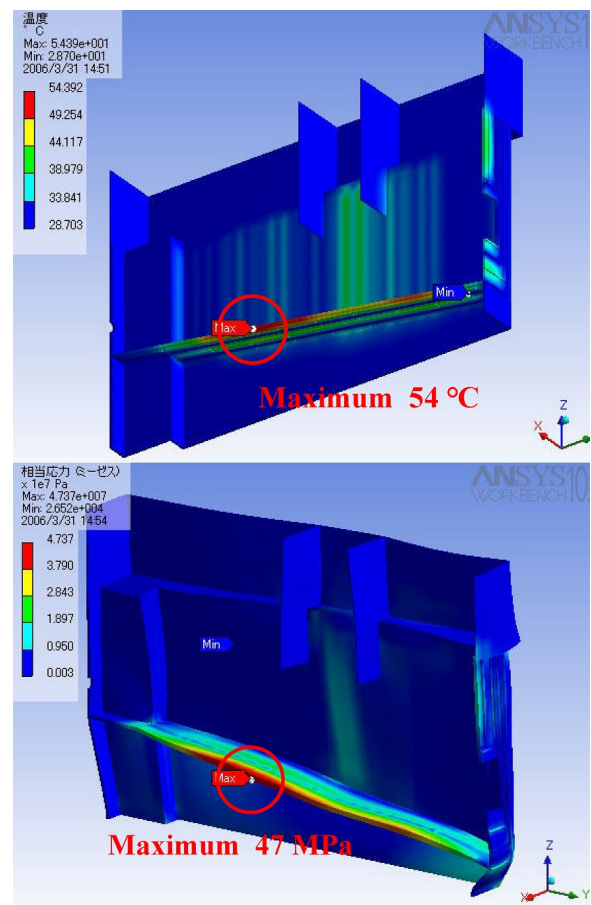 温度
° C
Max: 5.439e+001
Min: 2.870e+001
2006/3/31 14:51
54.392
49.254
44.117
38.979
33.841
28.703
ANSYS 1
WORKBENCH
Min
Max
Maximum 54 °C
Z
X
相当応力 (ミーゼス)
x 1e7 Pa
Max: 4.737e+007
Min: 2.652e+004
2006/3/31 14:54
4.737
3.790
2.843
1.897
0.950
0.003
ANSYS 10.
WORKBENCH
Min
Max
Maximum 47 MPa
Z
X
Y